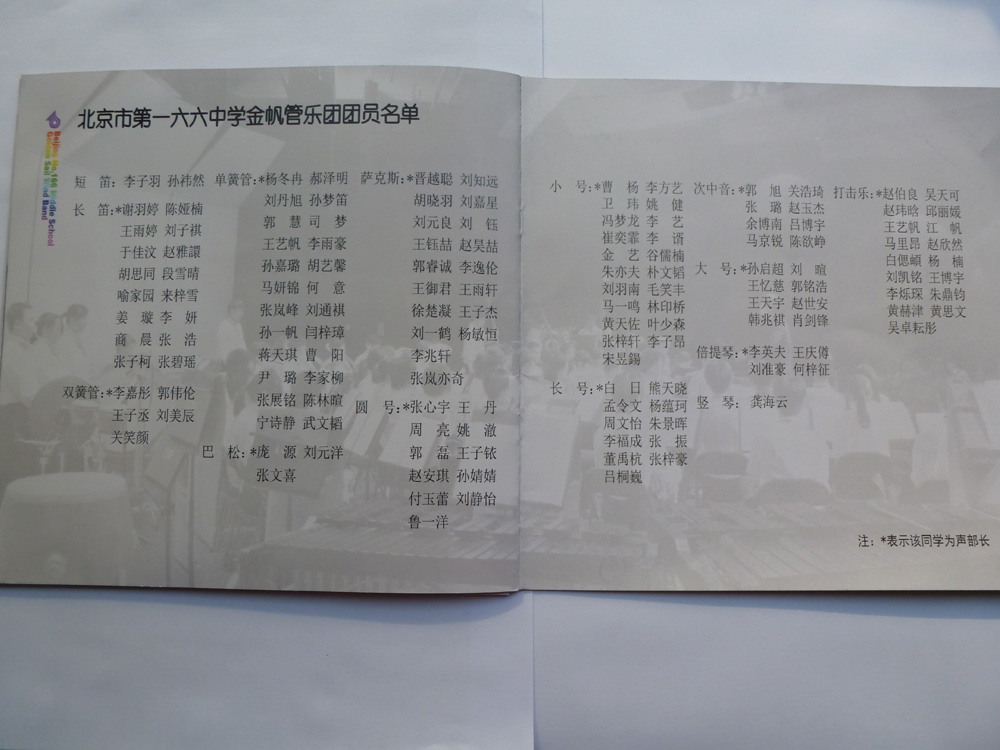 北京市第一六六中学金帆管乐团团员名单
Beijing No.166 Middle School
Golden Sail Wind Band
短 笛：李子羽 孙祎然
长 笛：*谢羽婷 陈娅楠
王雨婷 刘子祺
于佳汶 赵雅譞
胡思同 段雪晴
喻家园 来梓雪
姜 璇 李 妍
商 晨 张 浩
张子柯 张碧瑶
双簧管：*李嘉彤 郭伟伦
王子丞 刘美辰
关笑颜
单簧管：*杨冬冉 郝泽明
刘丹旭 孙梦笛
郭 慧 司 梦
王艺帆 李雨豪
孙嘉璐 胡艺馨
马妍锦 何 意
张岚峰 刘通祺
孙一帆 闫梓璋
蒋天琪 曹 阳
尹 璐 李家柳
张展铭 陈林暄
宁诗静 武文韬
巴 松：*庞 源 刘元洋
张文喜
萨克斯：*晋越聪 刘知远
胡晓羽 刘嘉星
刘元良 刘 钰
王钰喆 赵昊喆
郭睿诚 李逸伦
王御君 王雨轩
徐楚凝 王子杰
刘一鹤 杨敏恒
李兆轩
张岚亦奇
圆 号：*张心宇 王 丹
周 亮 姚 澈
郭 磊 王子铱
赵安琪 孙婧婧
付玉蕾 刘静怡
鲁一洋
小 号：*曹 杨 李方艺
卫 玮 姚 健
冯梦龙 李 艺
崔奕霏 李 谞
金 艺 谷儒楠
朱亦夫 朴文韬
刘羽南 毛笑丰
马一鸣 林印桥
黄天佐 叶少森
张梓轩 李子昂
宋昱錫
长 号：*白 日 熊天晓
孟令文 杨蕴珂
周文怡 朱景晖
李福成 张 振
董禹杭 张梓豪
吕桐巍
次中音：*郭 旭 关浩琦
张 璐 赵玉杰
余博南 吕博宇
马京锐 陈欲峥
大 号：*孙启超 刘 暄
王忆慈 郭铭浩
王天宇 赵世安
韩兆祺 肖剑锋
倍提琴：*李英夫 王庆傅
刘淮豪 何梓征
竖 琴：龚海云
打击乐：*赵伯良 吴天可
赵玮晗 邱丽媛
王艺帆 江 帆
马里昂 赵欣然
白偲頔 杨 楠
刘凯铭 王博宇
李烁琛 朱鼎钧
黄赫津 黄思文
吴卓耘彤
注：*表示该同学为声部长